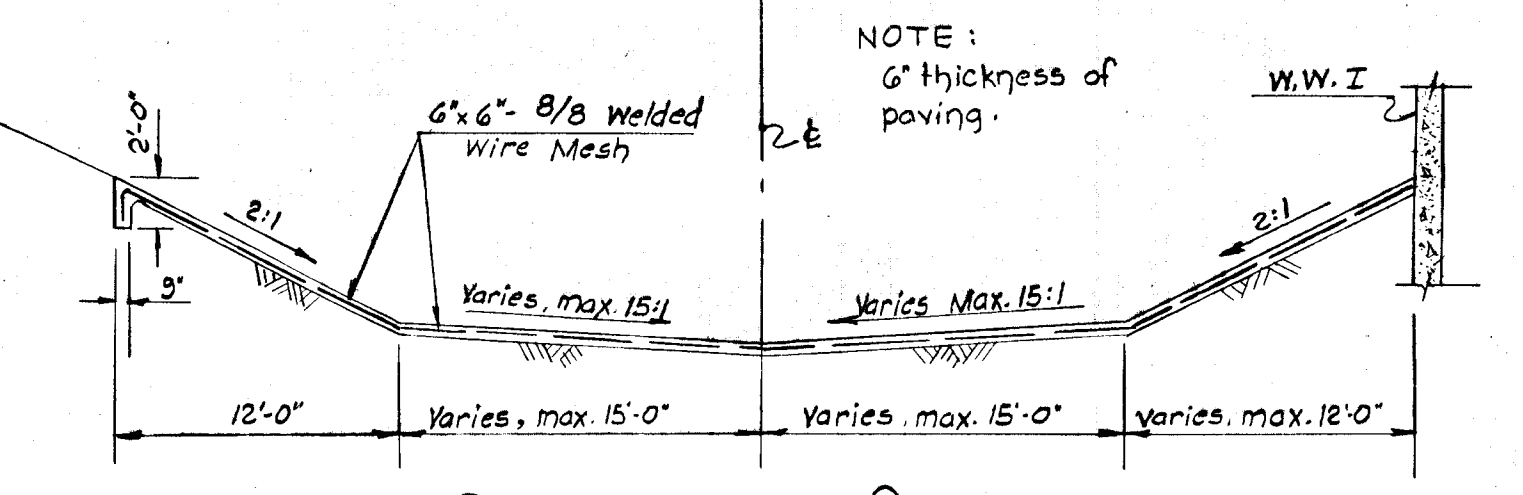 NOTE:
6" thickness of
paving.
W.W. I
2'-0"
6"x 6"- 8/8 Welded
Wire Mesh
℄
2:1
2:1
9"
Varies, max. 15:1
Varies Max. 15:1
12'-0"
Varies, max. 15'-0"
Varies, max. 15'-0"
varies, max. 12'-0"